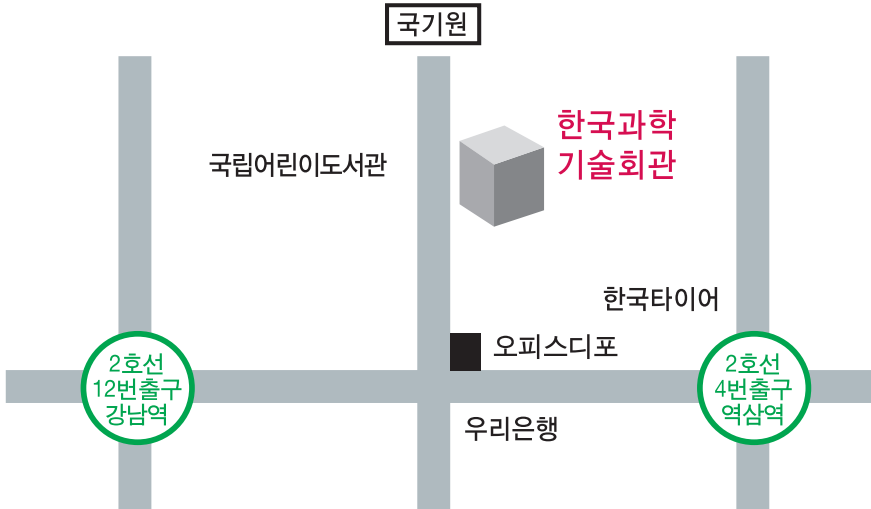 국기원
한국과학
기술회관
국립어린이도서관
한국타이어
오피스디포
2호선
12번출구
강남역
2호선
4번출구
역삼역
우리은행